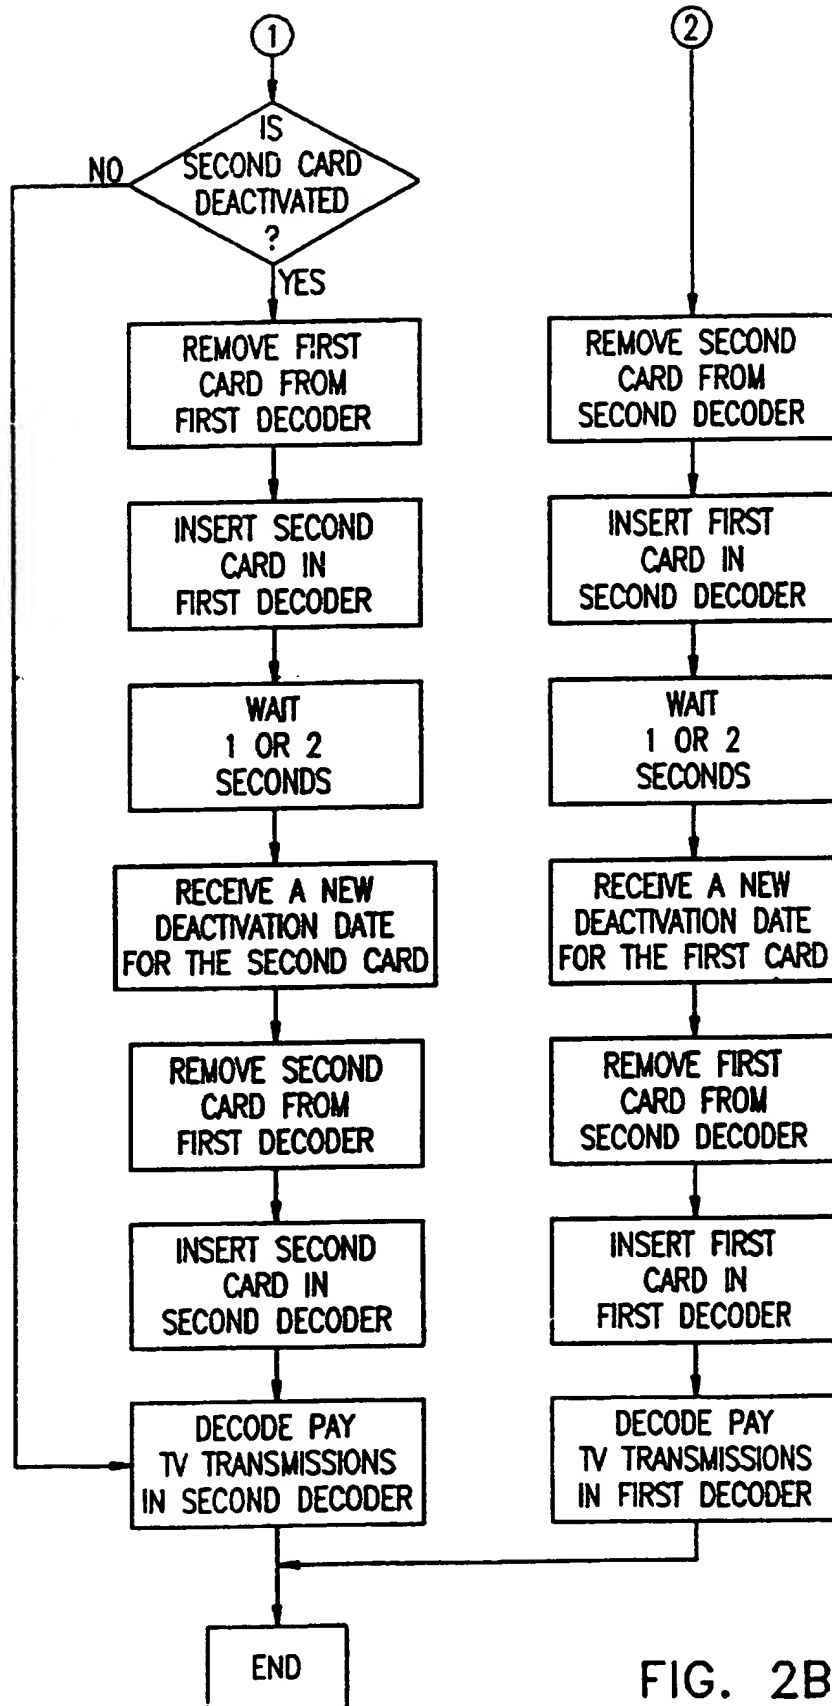 1
IS
SECOND CARD
DEACTIVATED
?
NO
YES
REMOVE FIRST
CARD FROM
FIRST DECODER
INSERT SECOND
CARD IN
FIRST DECODER
WAIT
1 OR 2
SECONDS
RECEIVE A NEW
DEACTIVATION DATE
FOR THE SECOND CARD
REMOVE SECOND
CARD FROM
FIRST DECODER
INSERT SECOND
CARD IN
SECOND DECODER
DECODE PAY
TV TRANSMISSIONS
IN SECOND DECODER
2
REMOVE SECOND
CARD FROM
SECOND DECODER
INSERT FIRST
CARD IN
SECOND DECODER
WAIT
1 OR 2
SECONDS
RECEIVE A NEW
DEACTIVATION DATE
FOR THE FIRST CARD
REMOVE FIRST
CARD FROM
SECOND DECODER
INSERT FIRST
CARD IN
FIRST DECODER
DECODE PAY
TV TRANSMISSIONS
IN FIRST DECODER
END
FIG. 2B